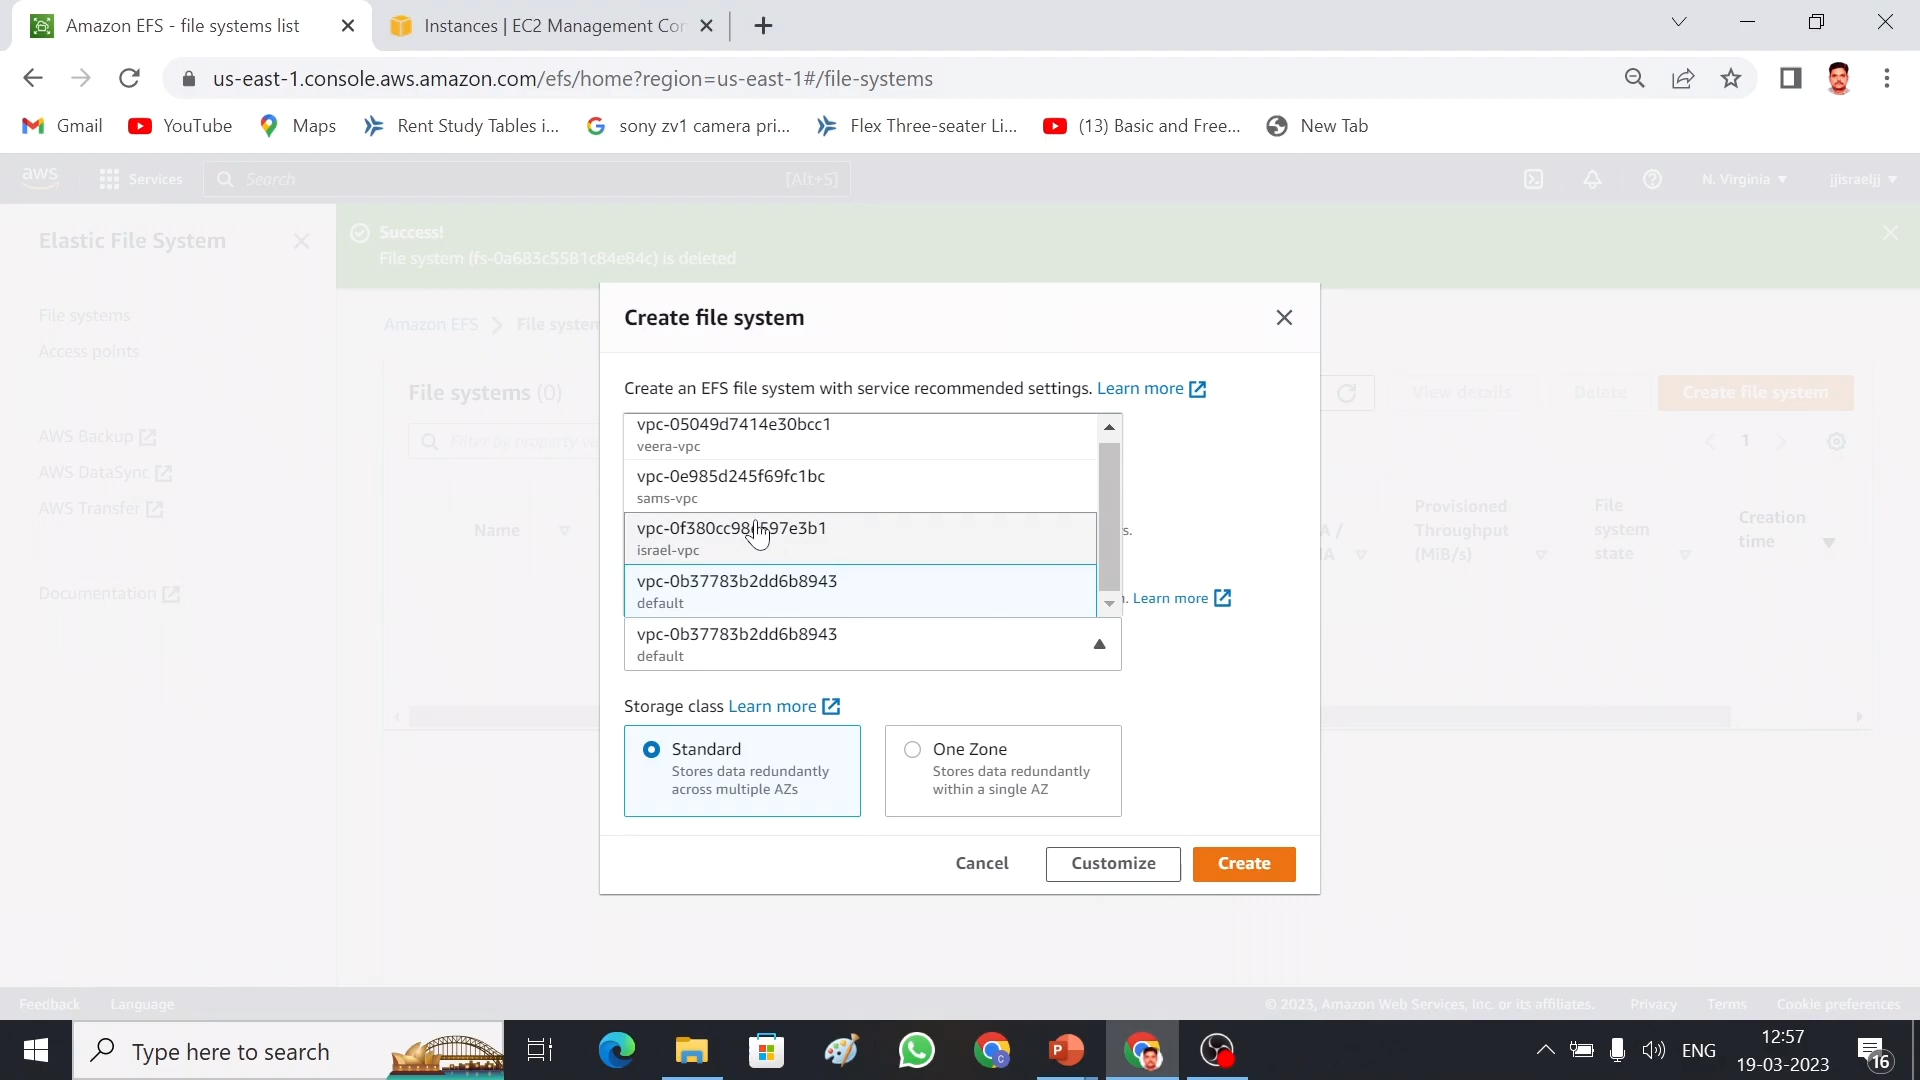 Amazon EFS - file systems list
Instances | EC2 Management Con
us-east-1.console.aws.amazon.com/efs/home?region=us-east-1#/file-systems
Gmail
YouTube
Maps
Rent Study Tables i...
sony zv1 camera pri...
Flex Three-seater Li...
(13) Basic and Free...
New Tab
aws
Services
Search
[Alt+S]
N. Virginia
jjisraeljj
Elastic File System
File systems
Access points
AWS Backup
AWS DataSync
AWS Transfer
Documentation
Success!
File system (fs-0a683c5581c84e84c) is deleted
Amazon EFS
File system
File systems (0)
View details
Delete
Create file system
Filter by property
1
Name
Provisioned
Throughput
(MiB/s)
File
system
state
Creation
time
Create file system
Create an EFS file system with service recommended settings. Learn more
vpc-05049d7414e30bcc1
veera-vpc
vpc-0e985d245f69fc1bc
sams-vpc
israel-vpc
vpc-0b37783b2dd6b8943
default
Learn more
vpc-0b37783b2dd6b8943
default
Storage class Learn more
Standard
Stores data redundantly
across multiple AZs
One Zone
Stores data redundantly
within a single AZ
Cancel
Customize
Create
Feedback
Language
© 2023, Amazon Web Services, Inc. or its affiliates.
Privacy
Terms
Cookie preferences
Type here to search
ENG
12:57
19-03-2023
16